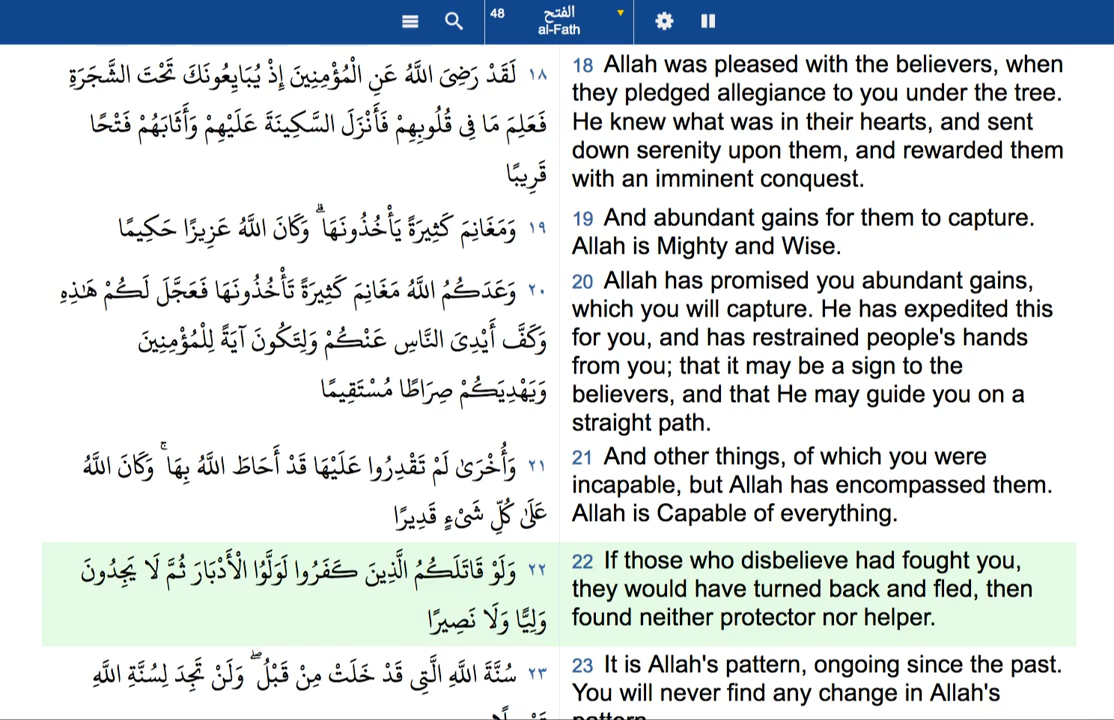 48
الفتح
al-Fath
١٨ لَقَدْ رَضِيَ اللَّهُ عَنِ الْمُؤْمِنِينَ إِذْ يُبَايِعُونَكَ تَحْتَ الشَّجَرَةِ
فَعَلِمَ مَا فِي قُلُوبِهِمْ فَأَنْزَلَ السَّكِينَةَ عَلَيْهِمْ وَأَثَابَهُمْ فَتْحًا
قَرِيبًا
١٩ وَمَغَانِمَ كَثِيرَةً يَأْخُذُونَهَا ۗ وَكَانَ اللَّهُ عَزِيزًا حَكِيمًا
٢٠ وَعَدَكُمُ اللَّهُ مَغَانِمَ كَثِيرَةً تَأْخُذُونَهَا فَعَجَّلَ لَكُمْ هَٰذِهِ
وَكَفَّ أَيْدِيَ النَّاسِ عَنْكُمْ وَلِتَكُونَ آيَةً لِلْمُؤْمِنِينَ
وَيَهْدِيَكُمْ صِرَاطًا مُسْتَقِيمًا
٢١ وَأُخْرَىٰ لَمْ تَقْدِرُوا عَلَيْهَا قَدْ أَحَاطَ اللَّهُ بِهَا ۚ وَكَانَ اللَّهُ
عَلَىٰ كُلِّ شَيْءٍ قَدِيرًا
٢٢ وَلَوْ قَاتَلَكُمُ الَّذِينَ كَفَرُوا لَوَلَّوُا الْأَدْبَارَ ثُمَّ لَا يَجِدُونَ
وَلِيًّا وَلَا نَصِيرًا
٢٣ سُنَّةَ اللَّهِ الَّتِي قَدْ خَلَتْ مِنْ قَبْلُ ۖ وَلَنْ تَجِدَ لِسُنَّةِ اللَّهِ
18 Allah was pleased with the believers, when
they pledged allegiance to you under the tree.
He knew what was in their hearts, and sent
down serenity upon them, and rewarded them
with an imminent conquest.
19 And abundant gains for them to capture.
Allah is Mighty and Wise.
20 Allah has promised you abundant gains,
which you will capture. He has expedited this
for you, and has restrained people's hands
from you; that it may be a sign to the
believers, and that He may guide you on a
straight path.
21 And other things, of which you were
incapable, but Allah has encompassed them.
Allah is Capable of everything.
22 If those who disbelieve had fought you,
they would have turned back and fled, then
found neither protector nor helper.
23 It is Allah's pattern, ongoing since the past.
You will never find any change in Allah's
pattern.